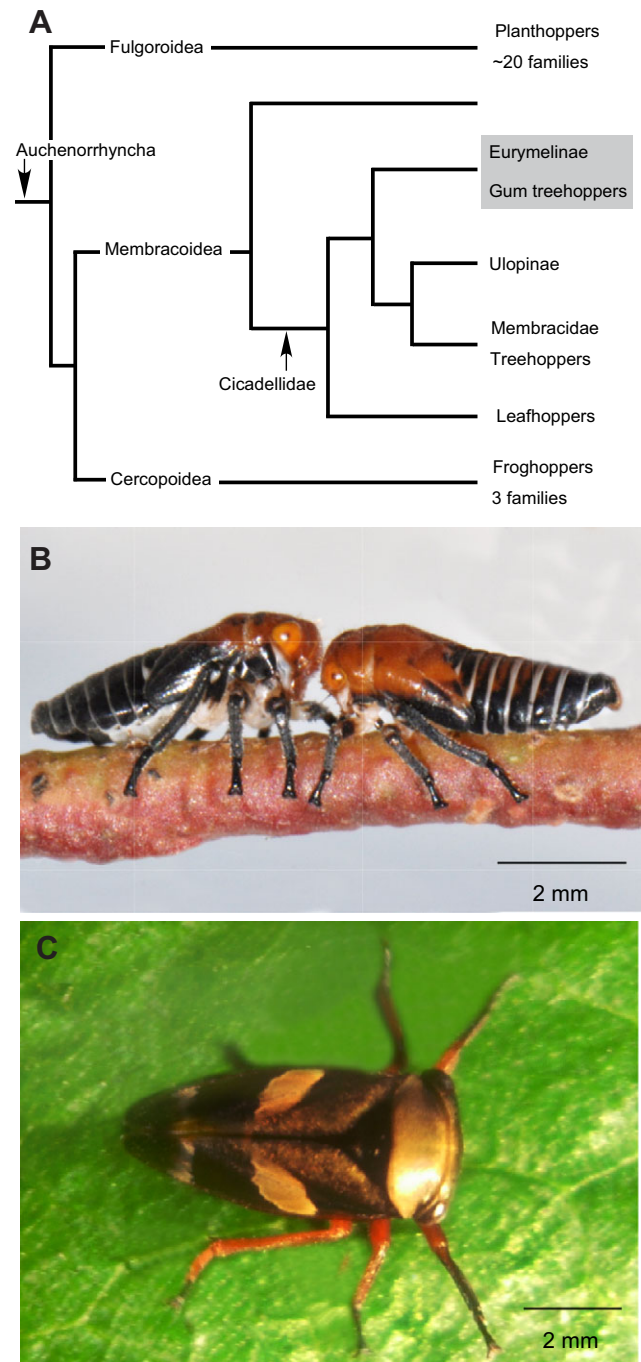 A
Fulgoroidea
Planthoppers
~20 families
Auchenorrhyncha
Eurymelinae
Gum treehoppers
Membracoidea
Ulopinae
Membracidae
Treehoppers
Cicadellidae
Leafhoppers
Cercopoidea
Froghoppers
3 families
B
2 mm
C
2 mm